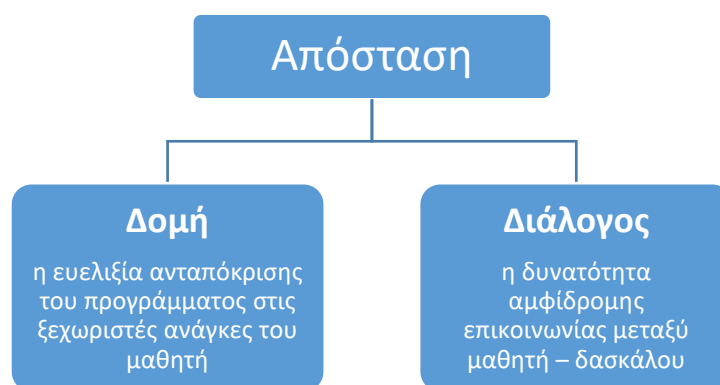 Απόσταση
Δομή
η ευελιξία ανταπόκρισης
του προγράμματος στις
ξεχωριστές ανάγκες του
μαθητή
Διάλογος
η δυνατότητα
αμφίδρομης
επικοινωνίας μεταξύ
μαθητή – δασκάλου